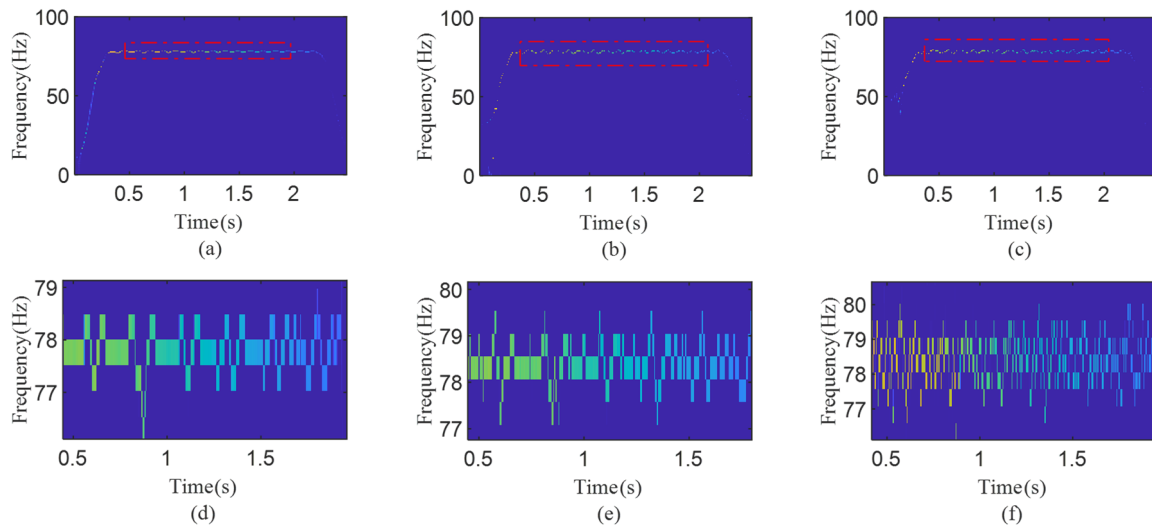 100
Frequency(Hz)
50
0
0.5
1
1.5
2
Time(s)
(a)
100
Frequency(Hz)
50
0
0.5
1
1.5
2
Time(s)
(b)
100
Frequency(Hz)
50
0
0.5
1
1.5
2
Time(s)
(c)
79
Frequency(Hz)
78
77
0.5
1
1.5
Time(s)
(d)
80
Frequency(Hz)
79
78
77
0.5
1
1.5
Time(s)
(e)
80
Frequency(Hz)
79
78
77
0.5
1
1.5
Time(s)
(f)